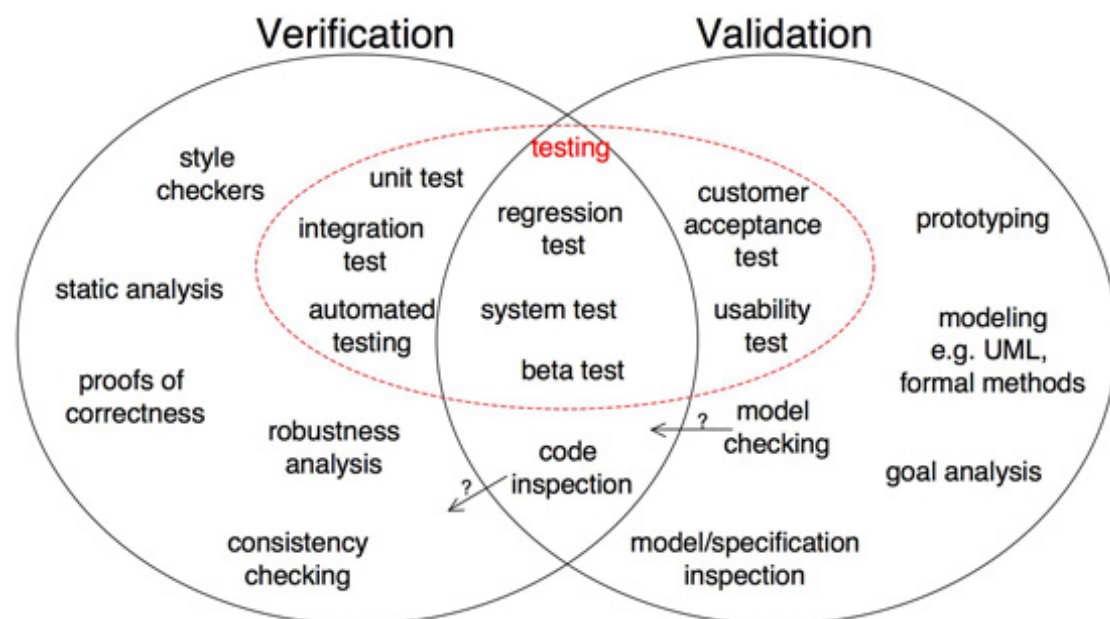 Verification
Validation
testing
style
checkers
unit test
integration
test
automated
testing
static analysis
proofs of
correctness
robustness
analysis
consistency
checking
regression
test
system test
beta test
code
inspection
?
?
customer
acceptance
test
usability
test
model
checking
model/specification
inspection
prototyping
modeling
e.g. UML,
formal methods
goal analysis